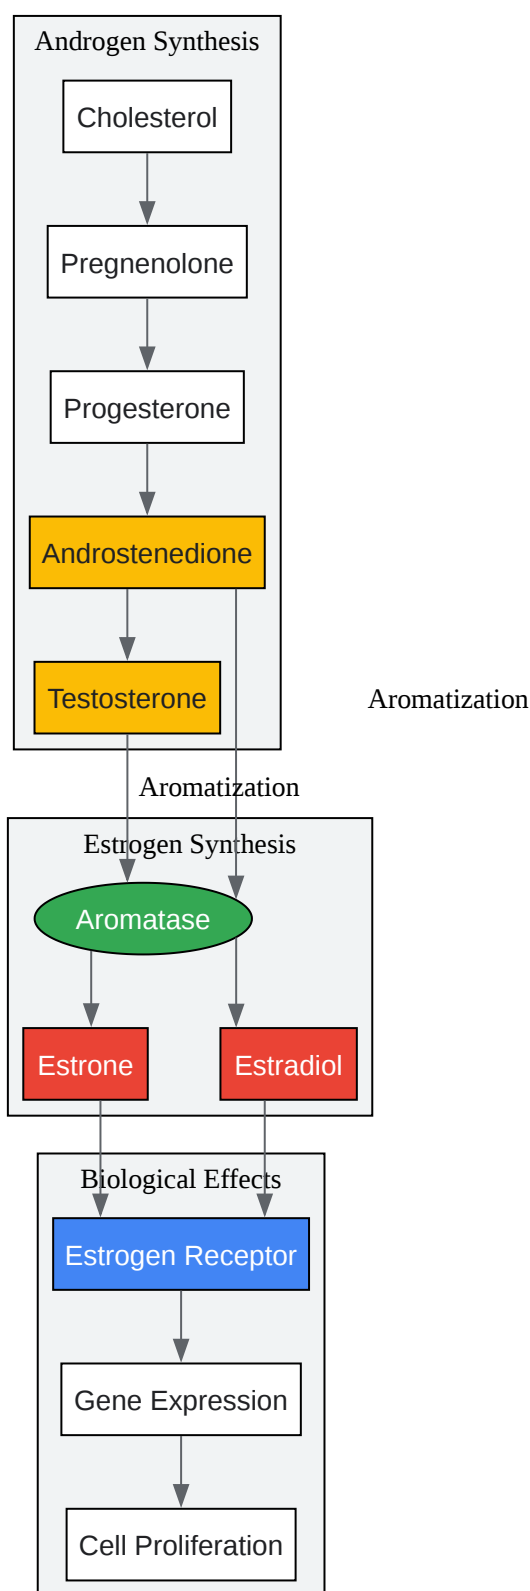 Androgen Synthesis
Cholesterol
Pregnenolone
Progesterone
Androstenedione
Testosterone
Aromatization
Aromatization
Estrogen Synthesis
Aromatase
Estrone
Estradiol
Biological Effects
Estrogen Receptor
Gene Expression
Cell Proliferation